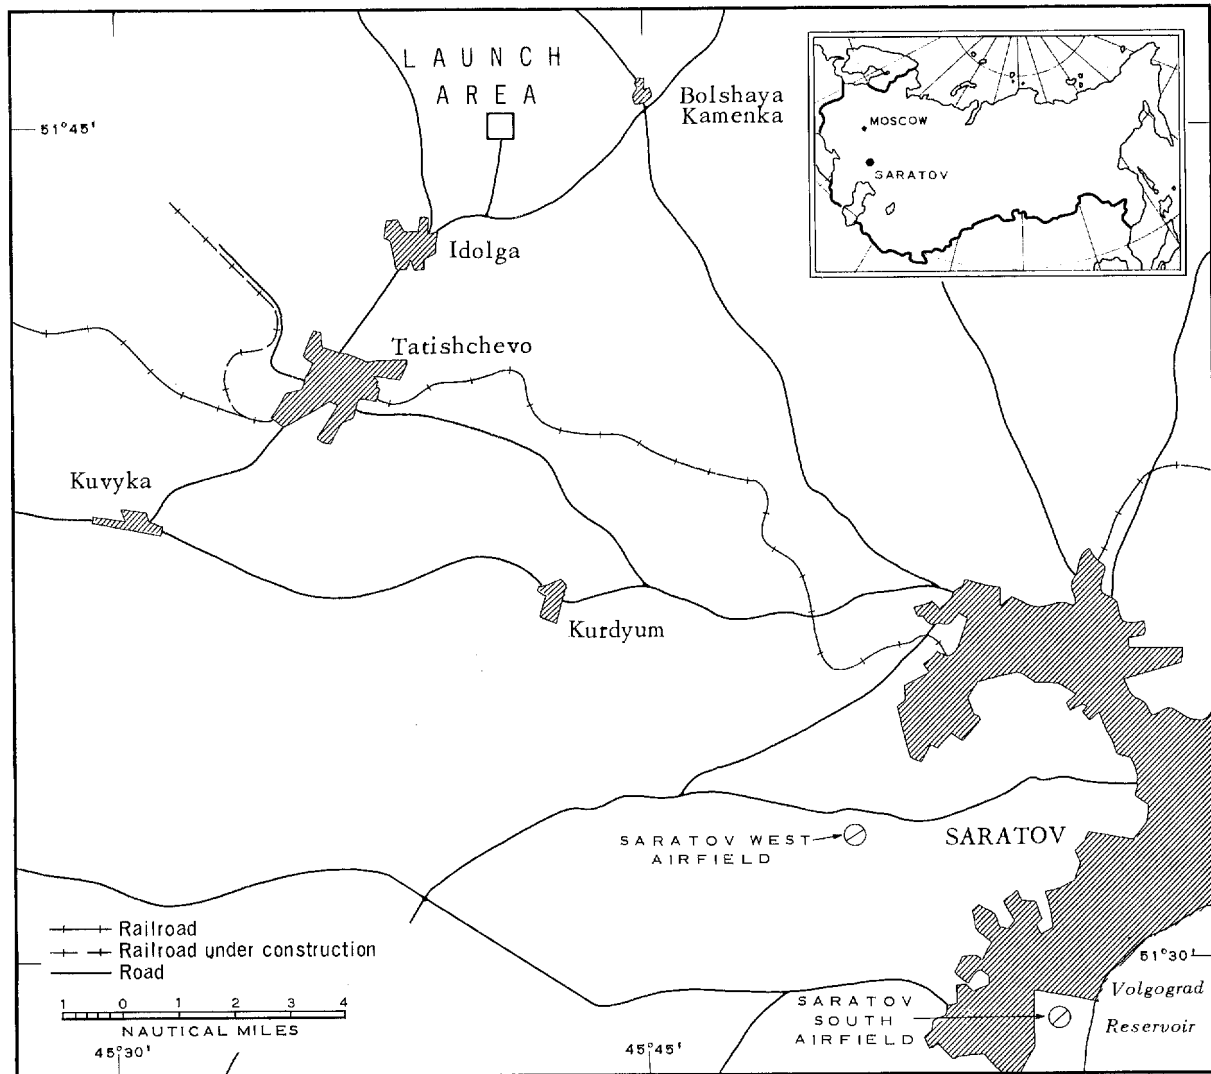 LAUNCH
AREA
Bolshaya
Kamenka
MOSCOW
SARATOV
51°45'
Idolga
Tatishchevo
Kuvyka
Kurdyum
SARATOV WEST
AIRFIELD
SARATOV
Railroad
Railroad under construction
Road
1 0 1 2 3 4
NAUTICAL MILES
51°30'
Volgograd
Reservoir
SARATOV
SOUTH
AIRFIELD
45°30'
45°45'